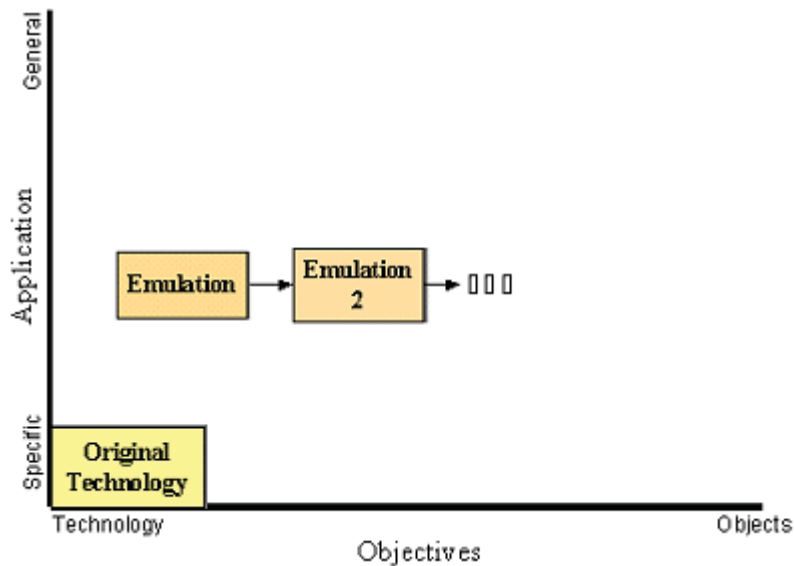 General
Application
Specific
Emulation
Emulation
2
Original
Technology
Technology
Objects
Objectives